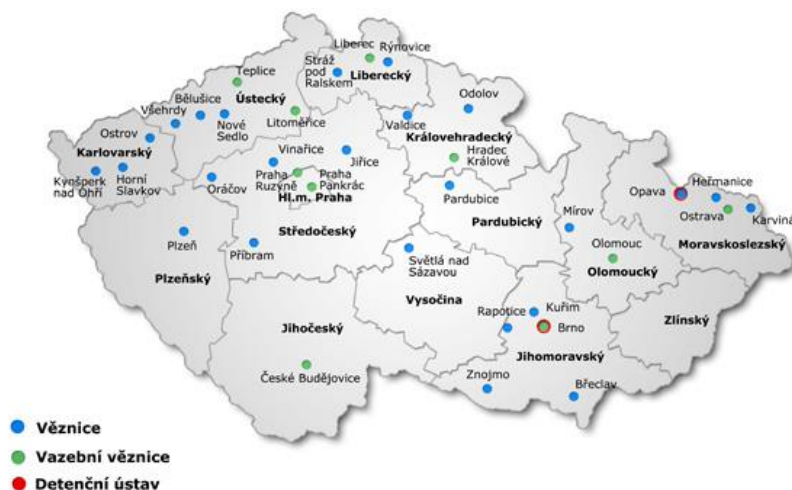 Liberec
Rýnovice
Stráž
pod
Ralskem
Liberecký
Teplice
Ústecký
Bělušice
Všehrdy
Nové
Sedlo
Litoměřice
Ostrov
Karlovarský
Kynšperk
nad Ohří
Horní
Slavkov
Odolov
Valdice
Královehradecký
Hradec
Králové
Vinařice
Jiřice
Praha
Ruzyně
Praha
Pankrác
Hl.m. Praha
Oráčov
Středočeský
Příbram
Plzeň
Plzeňský
Pardubice
Pardubický
Světlá nad
Sázavou
Vysočina
Mírov
Olomouc
Olomoucký
Opava
Heřmanice
Ostrava
Karviná
Moravskoslezský
Zlínský
Rapotice
Kuřim
Brno
Jihomoravský
Znojmo
Břeclav
Jihočeský
České Budějovice
Věznice
Vazební věznice
Detenční ústav